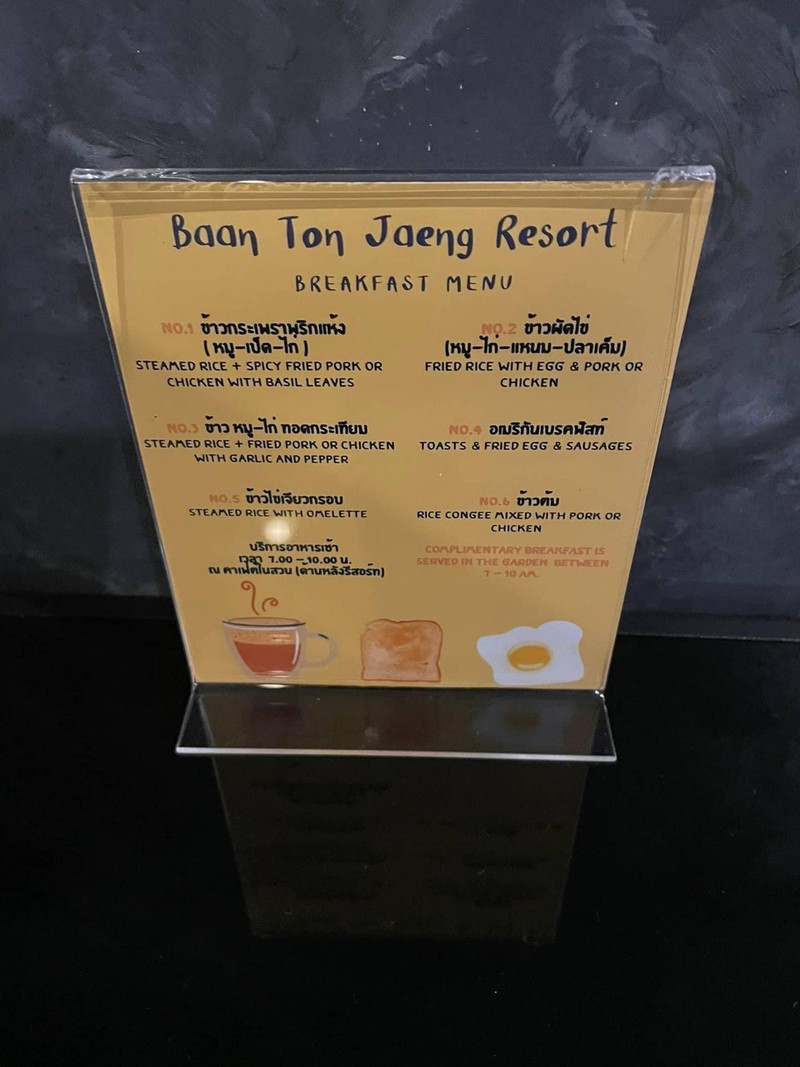 Baan Ton Jaeng Resort
BREAKFAST MENU
NO.1 ข้าวกระเพราพริกแห้ง
(หมู-เป็ด-ไก่)
STEAMED RICE + SPICY FRIED PORK OR
CHICKEN WITH BASIL LEAVES
NO.2 ข้าวผัดไข่
(หมู-ไก่-แหนม-ปลาเค็ม)
FRIED RICE WITH EGG & PORK OR
CHICKEN
NO.3 ข้าว หมู-ไก่ ทอดกระเทียม
STEAMED RICE + FRIED PORK OR CHICKEN
WITH GARLIC AND PEPPER
NO.4 อเมริกันเบรคฟัสท์
TOASTS & FRIED EGG & SAUSAGES
NO.5 ข้าวไข่เจียวกรอบ
STEAMED RICE WITH OMELETTE
NO.6 ข้าวต้ม
RICE CONGEE MIXED WITH PORK OR
CHICKEN
บริการอาหารเช้า
เวลา 7.00 - 10.00 น.
ณ คาเฟ่ในสวน (ด้านหลังรีสอร์ท)
COMPLIMENTARY BREAKFAST IS
SERVED IN THE GARDEN BETWEEN
7 - 10 AM.